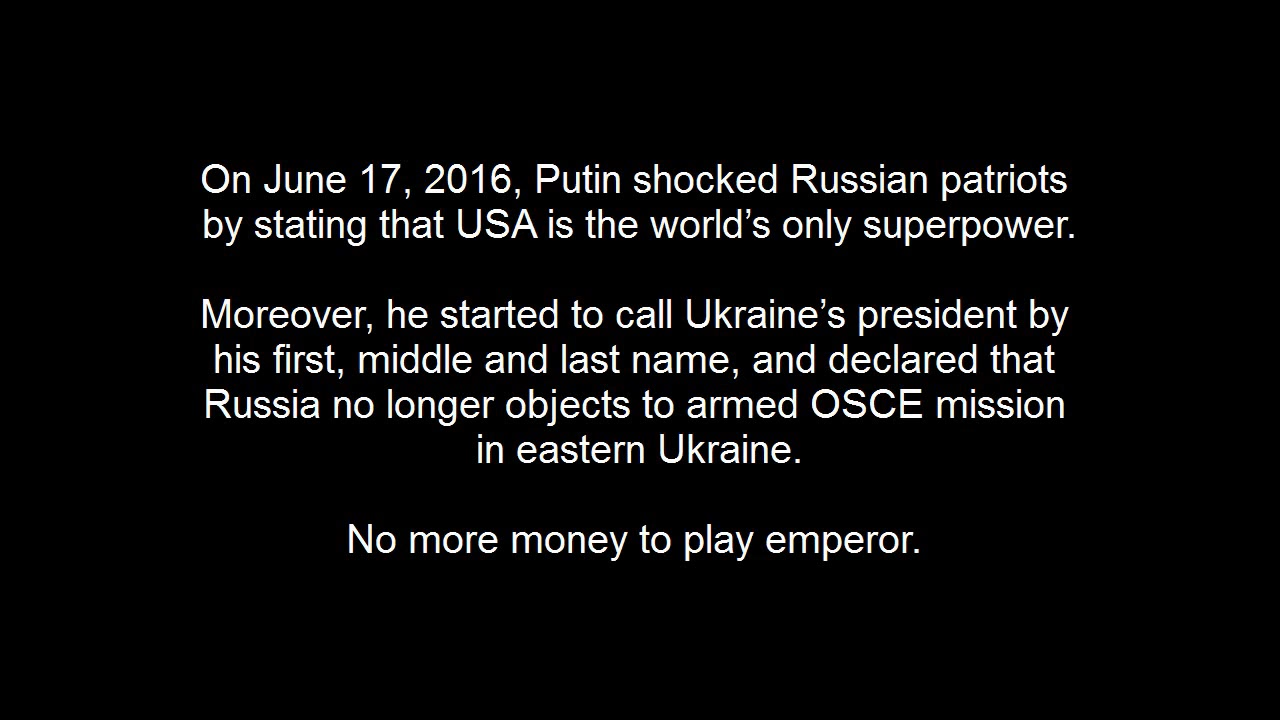 On June 17, 2016, Putin shocked Russian patriots
by stating that USA is the world’s only superpower.
Moreover, he started to call Ukraine’s president by
his first, middle and last name, and declared that
Russia no longer objects to armed OSCE mission
in eastern Ukraine.
No more money to play emperor.